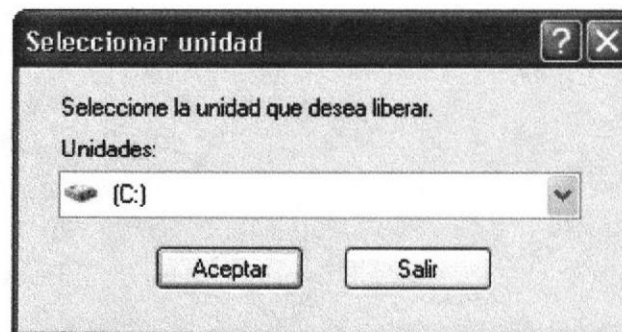 Seleccionar unidad
Seleccione la unidad que desea liberar.
Unidades:
(C:)
Aceptar
Salir